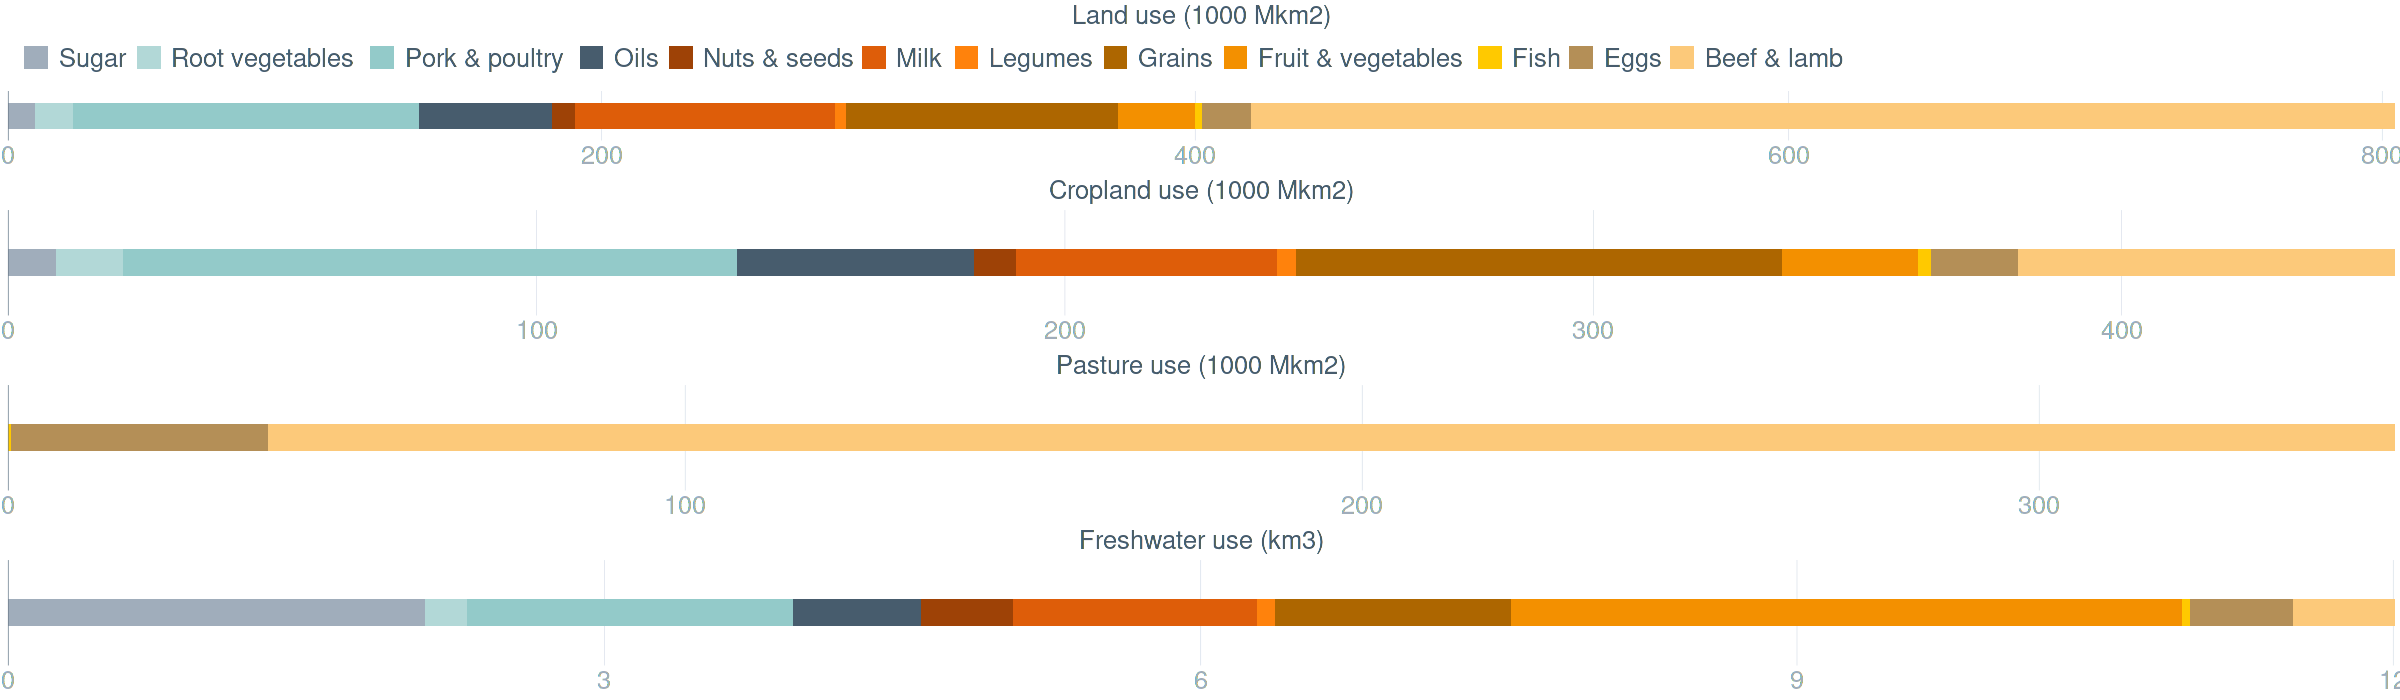 Land use (1000 Mkm2)
Sugar Root vegetables Pork & poultry Oils Nuts & seeds Milk Legumes Grains Fruit & vegetables Fish Eggs Beef & lamb
0 200 400 600 800
Cropland use (1000 Mkm2)
0 100 200 300 400
Pasture use (1000 Mkm2)
0 100 200 300
Freshwater use (km3)
0 3 6 9 12